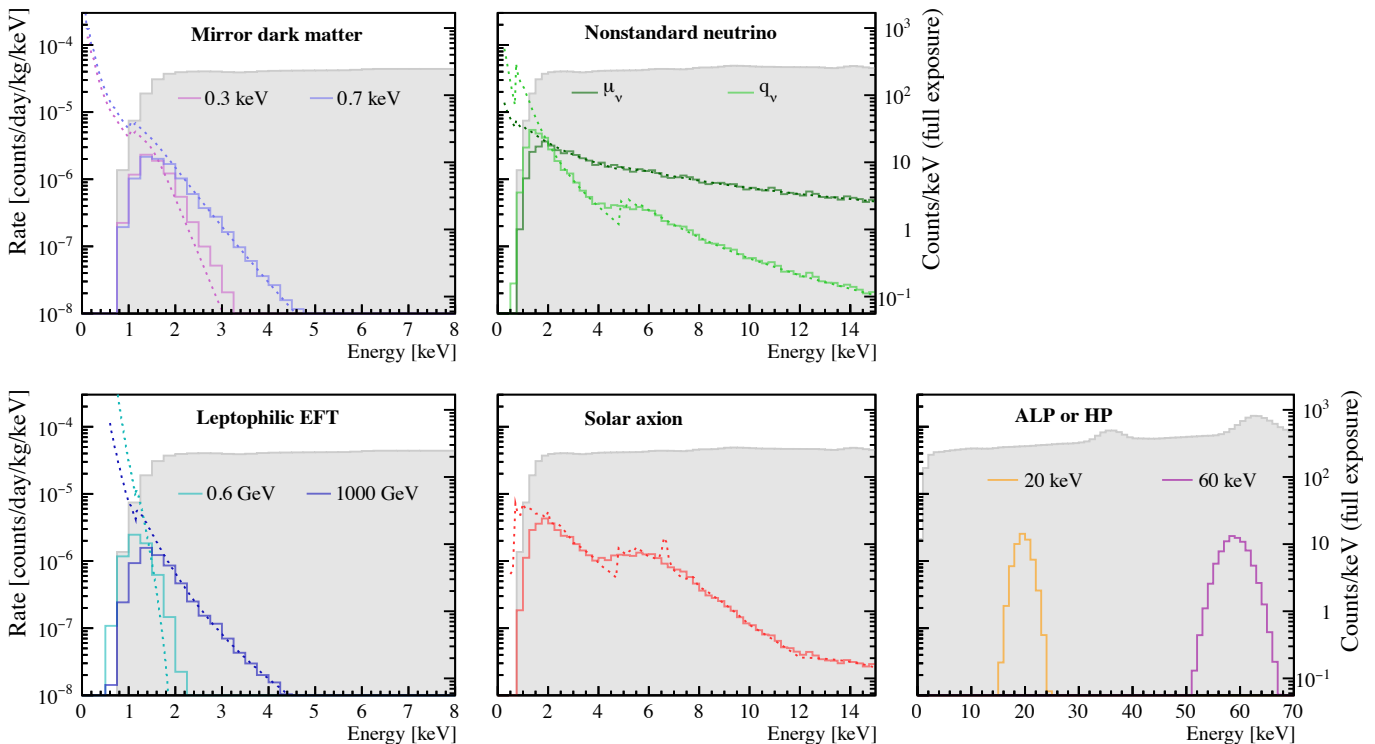 Rate [counts/day/kg/keV]
10⁻⁴
10⁻⁵
10⁻⁶
10⁻⁷
10⁻⁸
Mirror dark matter
0.3 keV 0.7 keV
0 1 2 3 4 5 6 7 8
Energy [keV]
Nonstandard neutrino
μ_ν q_ν
0 2 4 6 8 10 12 14
Energy [keV]
10³
10²
10
1
10⁻¹
Counts/keV (full exposure)
Rate [counts/day/kg/keV]
10⁻⁴
10⁻⁵
10⁻⁶
10⁻⁷
10⁻⁸
Leptophilic EFT
0.6 GeV 1000 GeV
0 1 2 3 4 5 6 7 8
Energy [keV]
Solar axion
0 2 4 6 8 10 12 14
Energy [keV]
ALP or HP
20 keV 60 keV
0 10 20 30 40 50 60 70
Energy [keV]
10³
10²
10
1
10⁻¹
Counts/keV (full exposure)